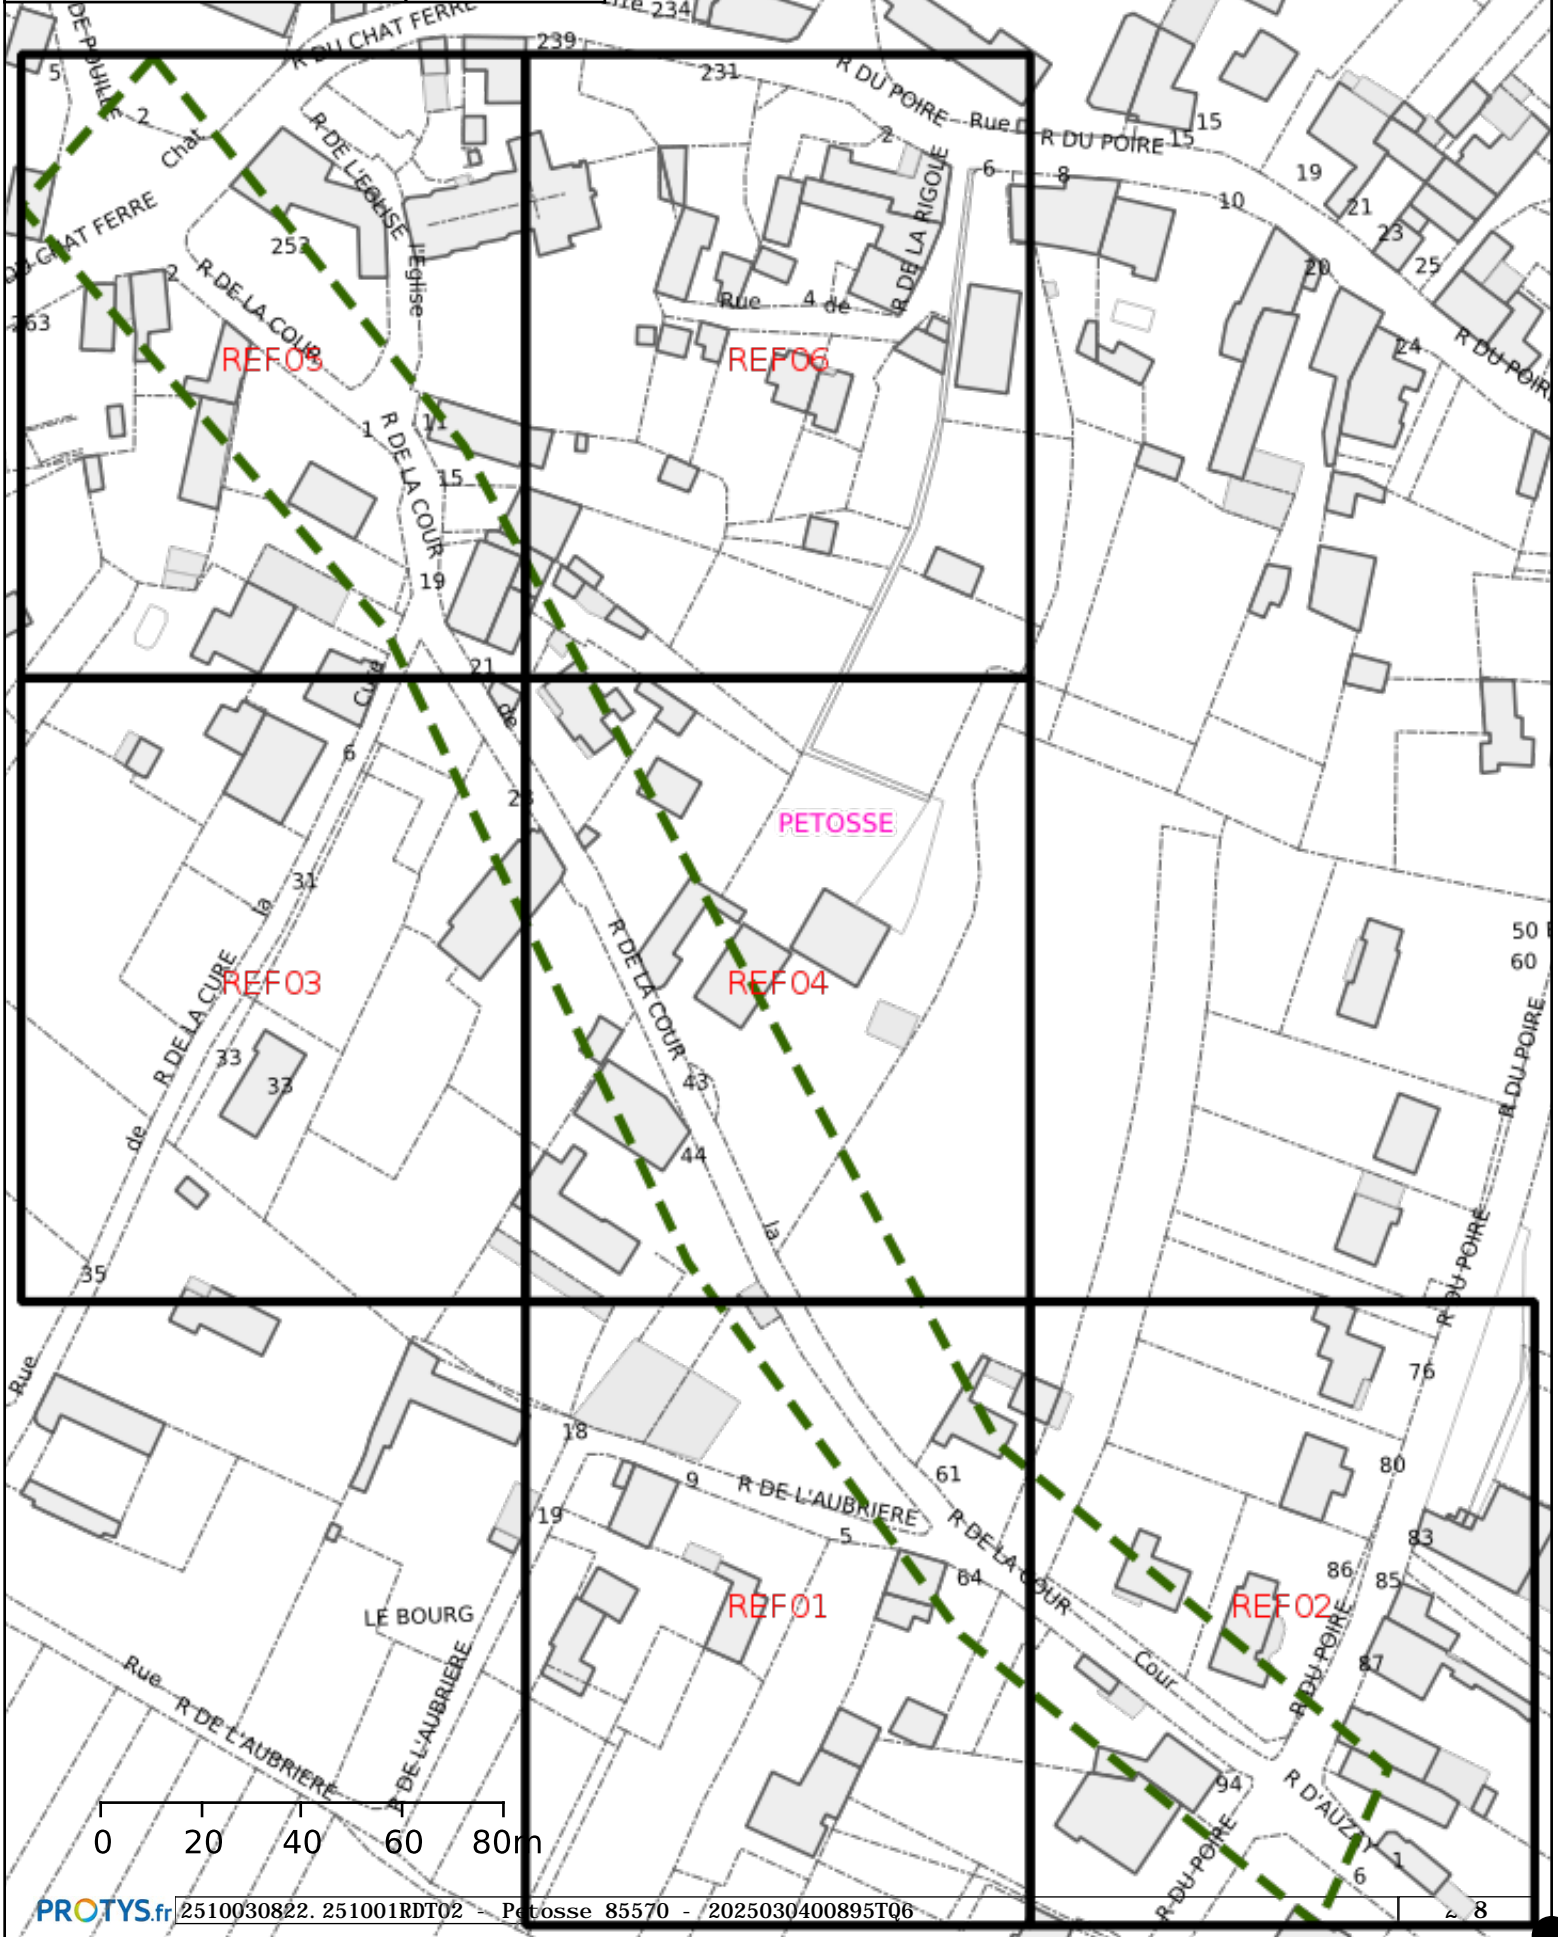 234
239
R DU CHAT FERRE
231
R DU POIRE
Rue
R DU POIRE
15
15
5
2
Chat
R DE L'EGLISE
2
6
8
10
19
21
23
25
20
24
R DU POIRE
253
l'Eglise
2
R DE LA COUR
263
R DE LA RIGOLE
Rue
4
de
REF05
REF06
1
11
15
R DE LA COUR
19
21
de
Cure
6
PETOSSE
31
la
R DE LA CURE
REF03
REF04
R DE LA COUR
33
33
43
44
de
la
35
50
60
R DU POIRE
R DU POIRE
76
Rue
18
9
R DE L'AUBRIERE
5
19
61
R DE LA COUR
64
80
83
86
85
REF01
REF02
R DU POIRE
87
LE BOURG
Rue
R DE L'AUBRIERE
R DE L'AUBRIERE
Cour
94
R D'AUZAY
R DU POIRE
1
6
0 20 40 60 80m
PROTYS.fr
2510030822.251001RDT02 - Petosse 85570 - 2025030400895TQ6